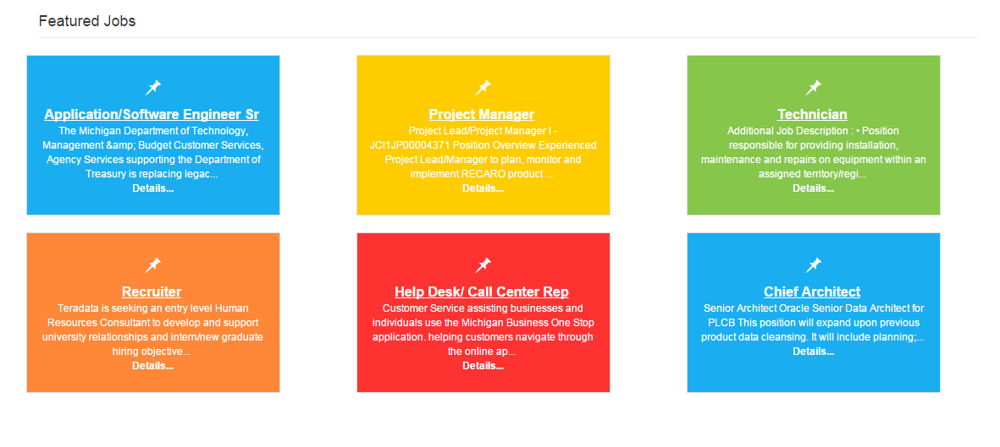 Featured Jobs
Application/Software Engineer Sr
The Michigan Department of Technology,
Management &amp; Budget Customer Services,
Agency Services supporting the Department of
Treasury is replacing legac...
Details...
Project Manager
Project Lead/Project Manager I -
JCI1JP00004371 Position Overview Experienced
Project Lead/Manager to plan, monitor and
implement RECARO product ...
Details...
Technician
Additional Job Description : • Position
responsible for providing installation,
maintenance and repairs on equipment within an
assigned territory/regi...
Details...
Recruiter
Teradata is seeking an entry level Human
Resources Consultant to develop and support
university relationships and intern/new graduate
hiring objective...
Details...
Help Desk/ Call Center Rep
Customer Service assisting businesses and
individuals use the Michigan Business One Stop
application. helping customers navigate through
the online ap...
Details...
Chief Architect
Senior Architect Oracle Senior Data Architect for
PLCB This position will expand upon previous
product data cleansing. It will include planning;...
Details...